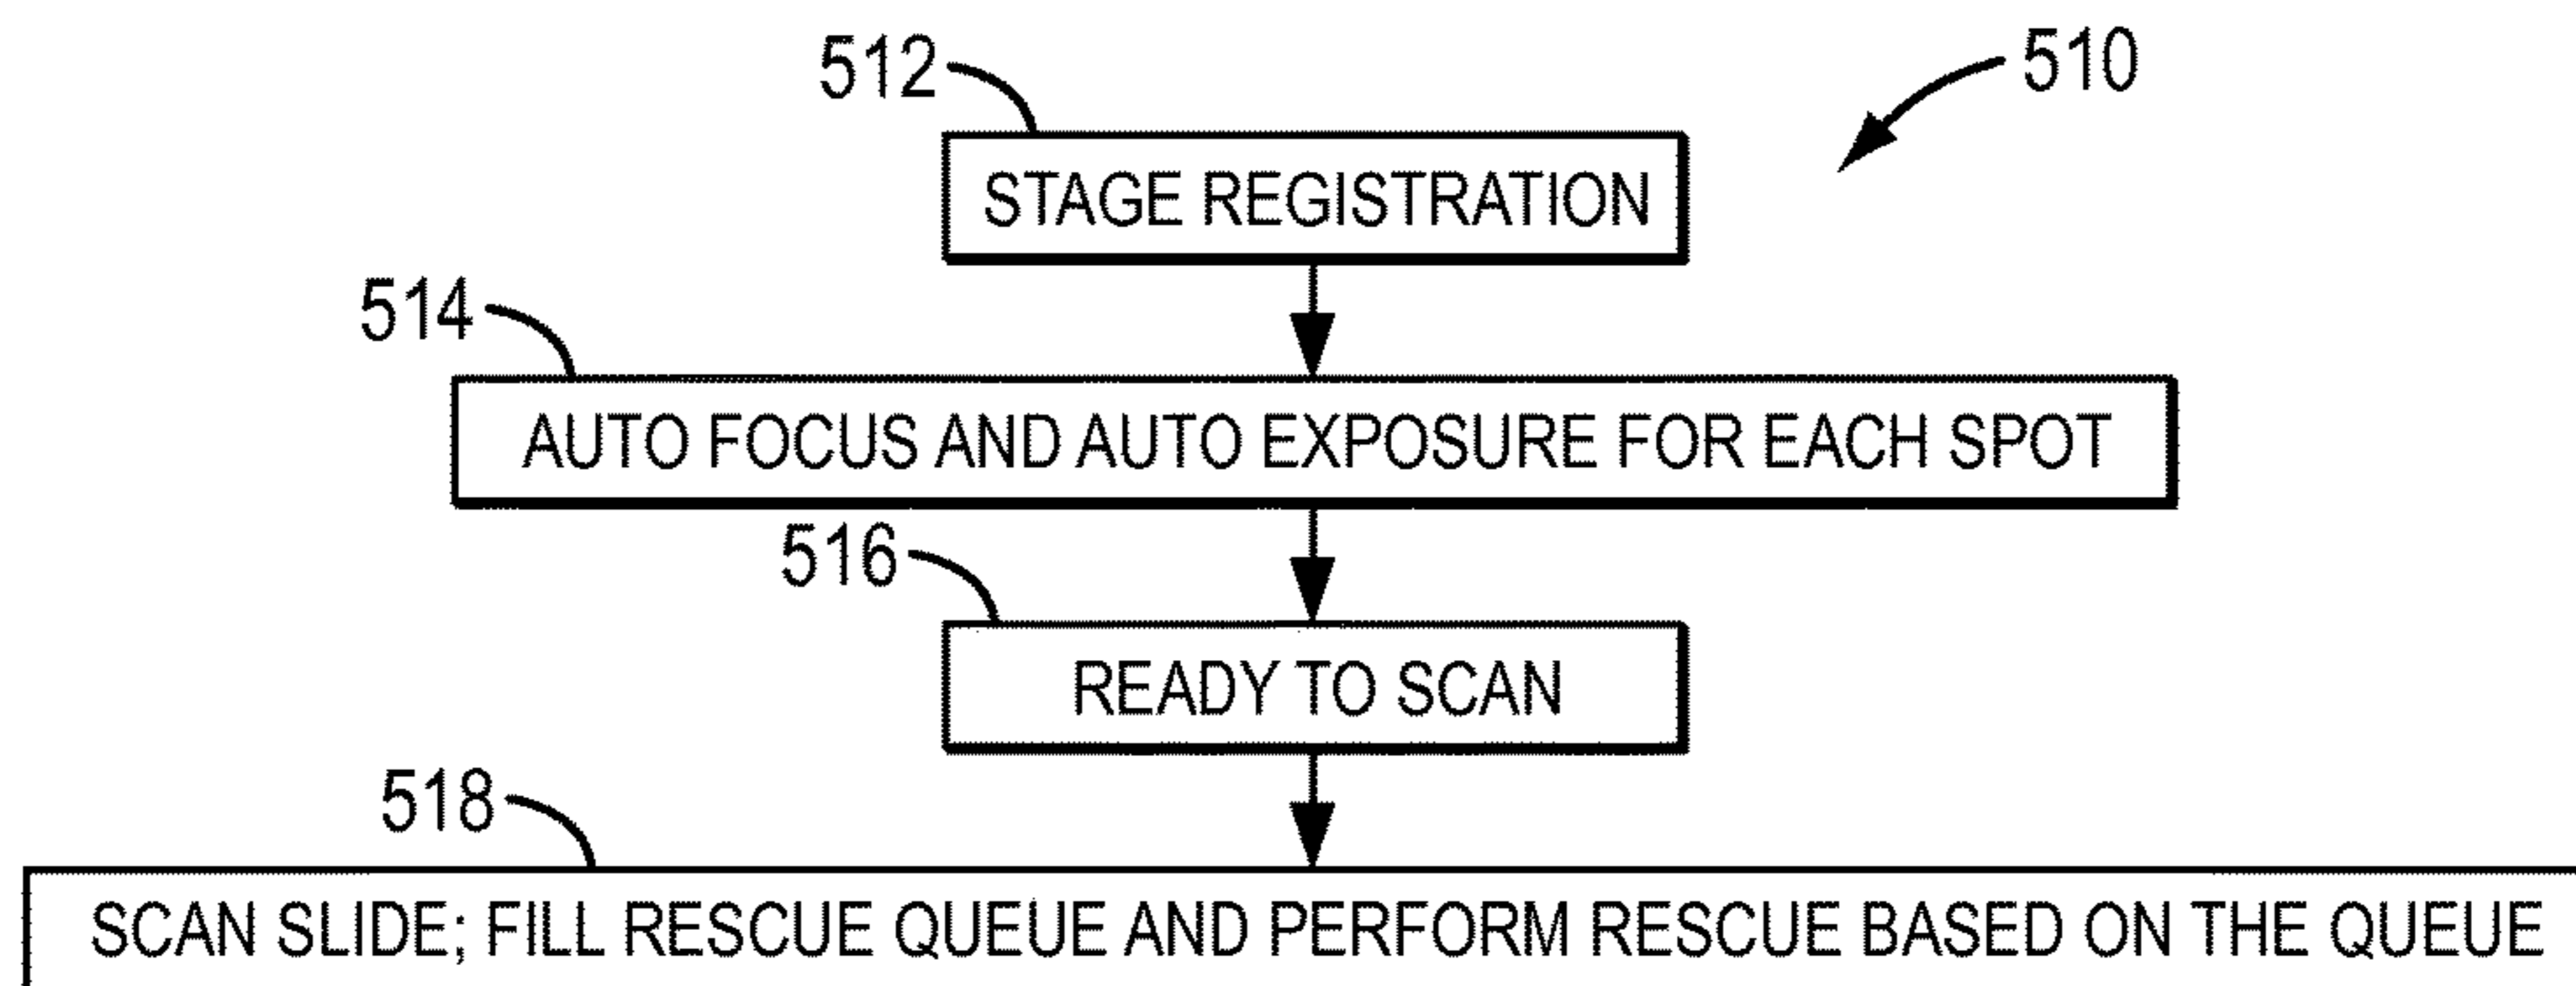 512
510
STAGE REGISTRATION
514
AUTO FOCUS AND AUTO EXPOSURE FOR EACH SPOT
516
READY TO SCAN
518
SCAN SLIDE; FILL RESCUE QUEUE AND PERFORM RESCUE BASED ON THE QUEUE